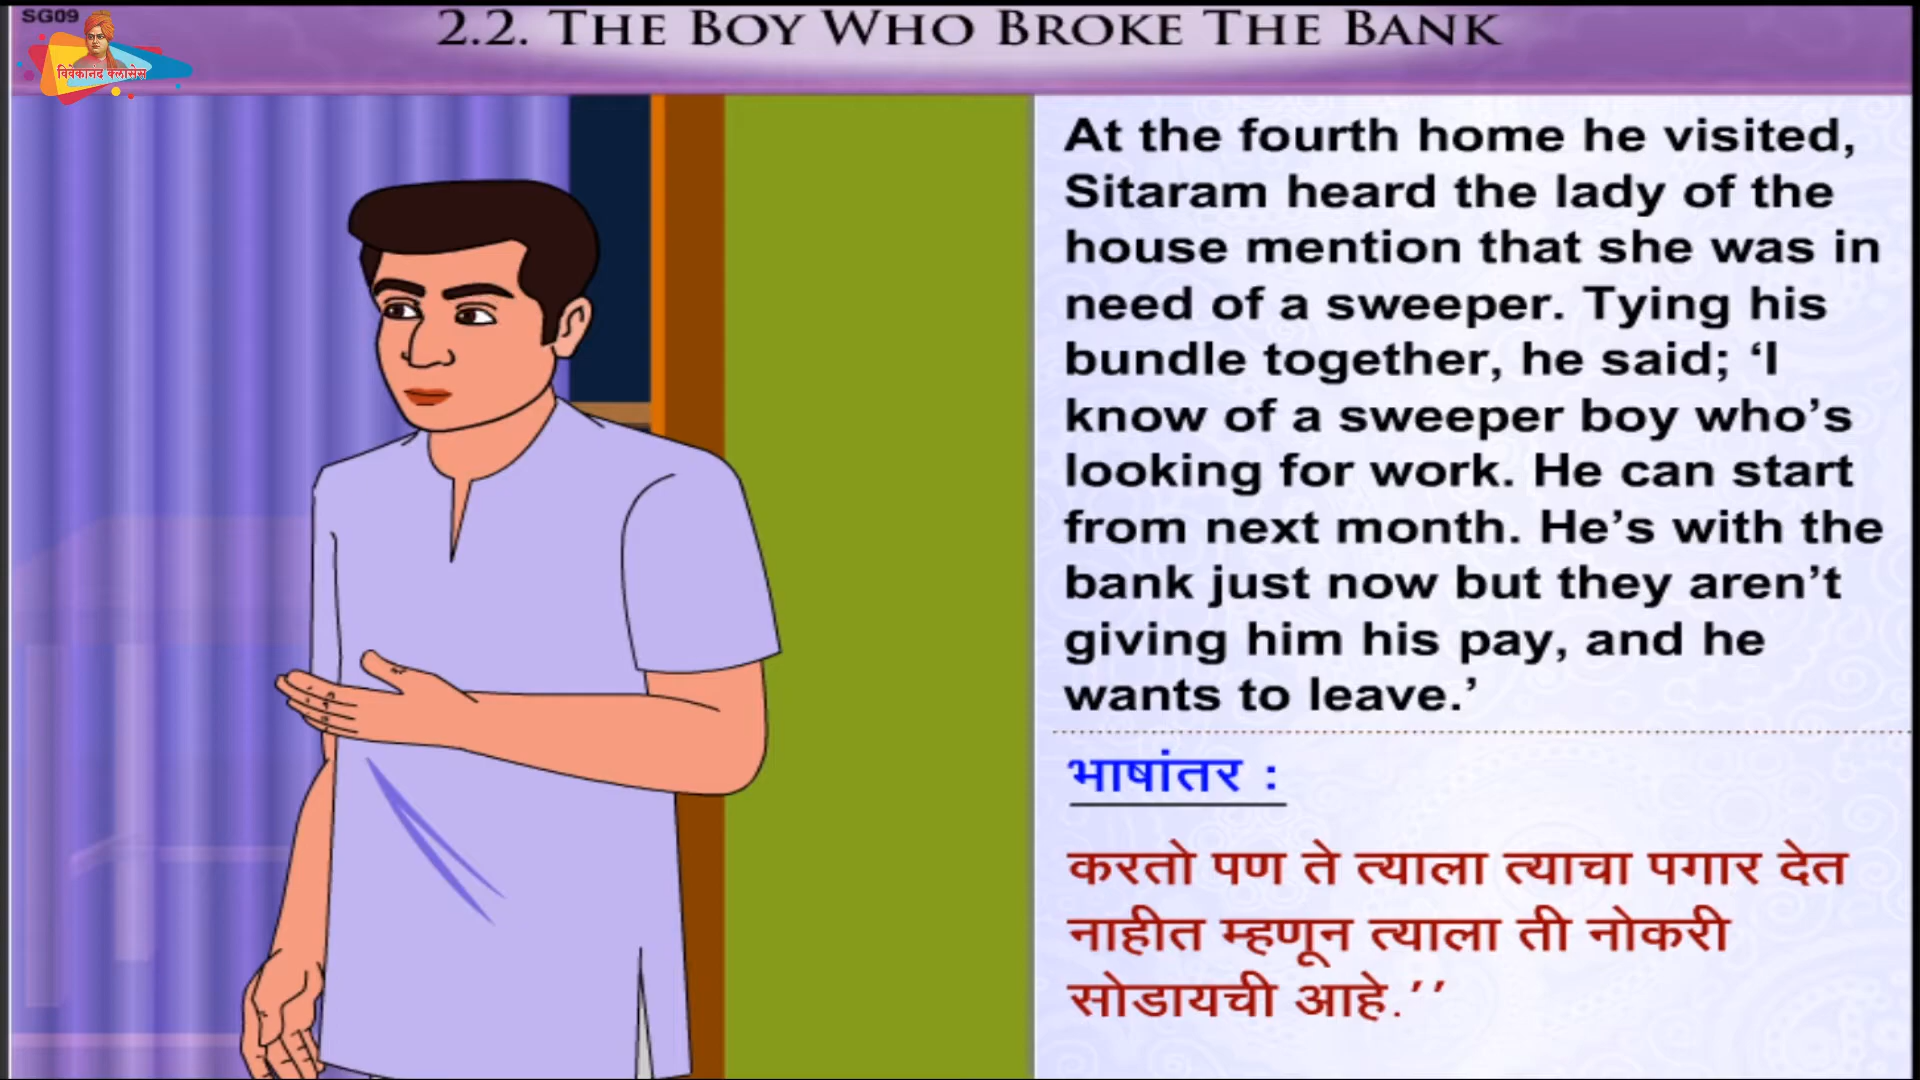 SG09
2.2. The Boy Who Broke The Bank
विवेकानंद क्लासेस
At the fourth home he visited,
Sitaram heard the lady of the
house mention that she was in
need of a sweeper. Tying his
bundle together, he said; ‘I
know of a sweeper boy who’s
looking for work. He can start
from next month. He’s with the
bank just now but they aren’t
giving him his pay, and he
wants to leave.’
भाषांतर :
करतो पण ते त्याला त्याचा पगार देत
नाहीत म्हणून त्याला ती नोकरी
सोडायची आहे.’’